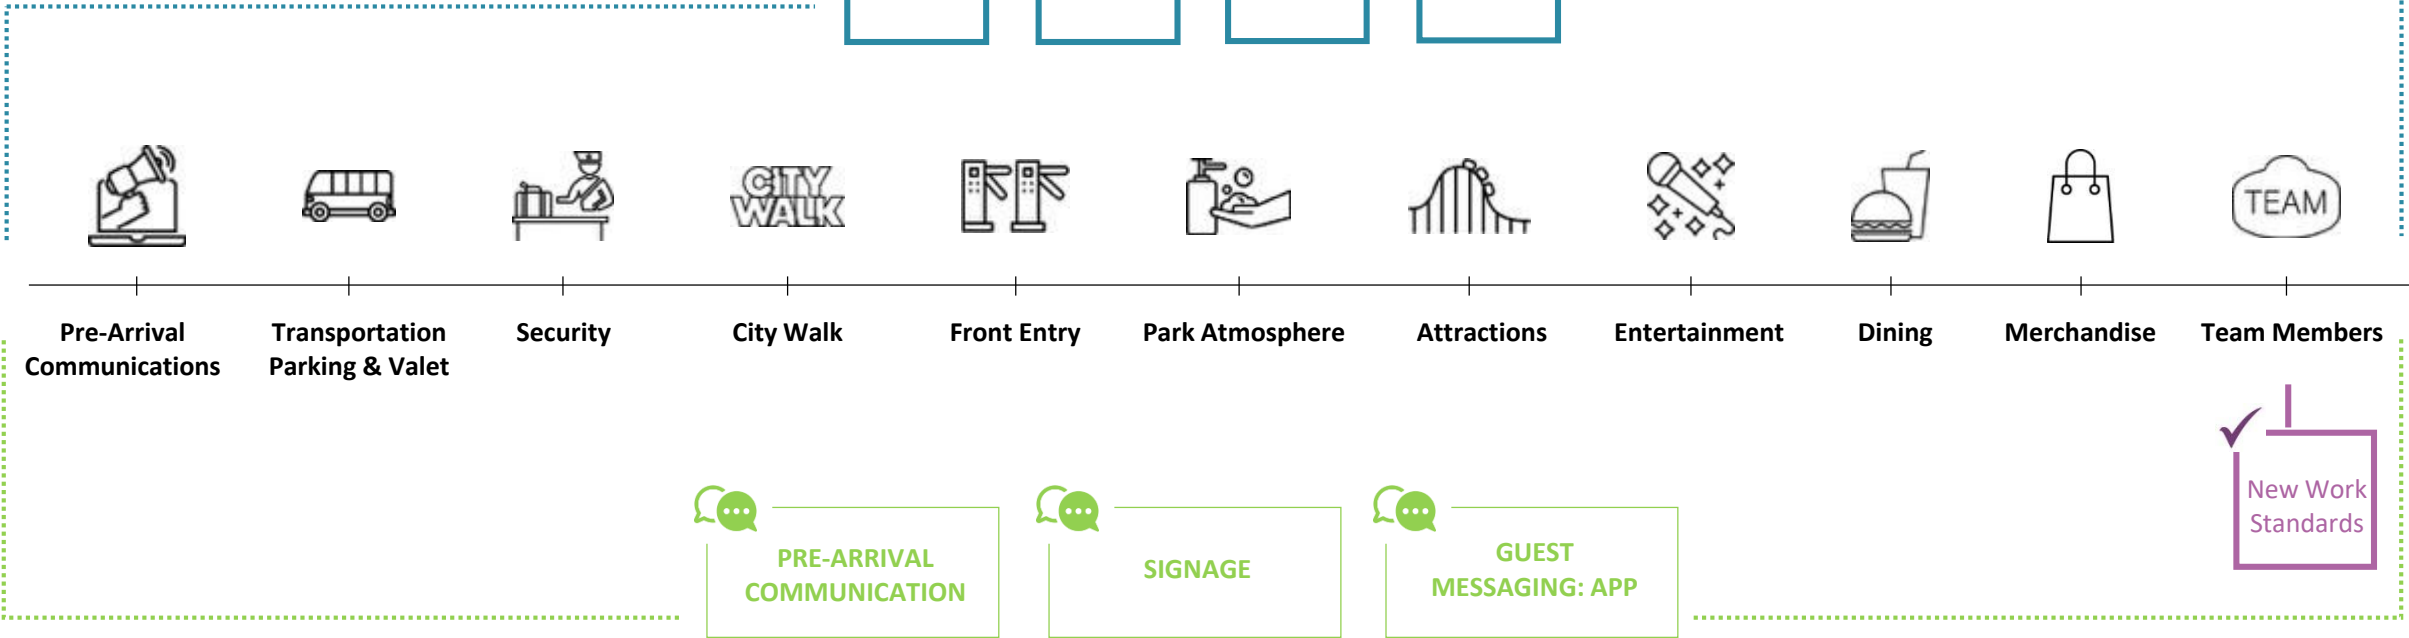 CITY
WALK
TEAM
Pre-Arrival
Communications
Transportation
Parking & Valet
Security
City Walk
Front Entry
Park Atmosphere
Attractions
Entertainment
Dining
Merchandise
Team Members
New Work
Standards
PRE-ARRIVAL
COMMUNICATION
SIGNAGE
GUEST
MESSAGING: APP